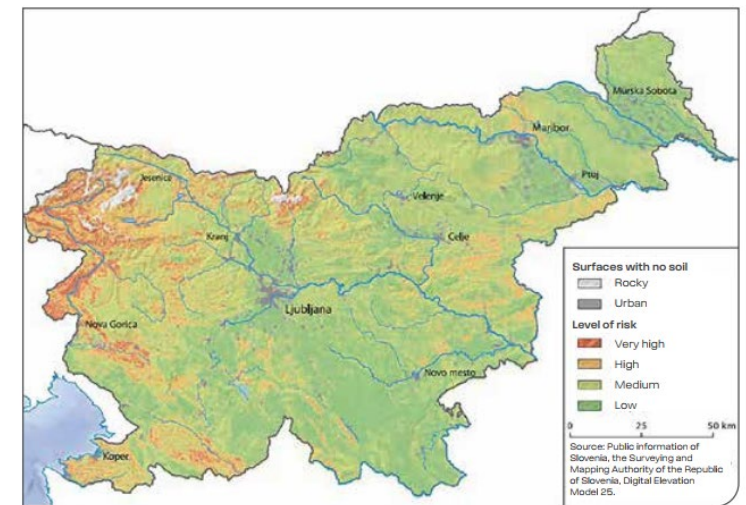 Murska Sobota
Maribor
Ptuj
Jesenice
Velenje
Kranj
Celje
Ljubljana
Nova Gorica
Novo mesto
Koper
Surfaces with no soil
Rocky
Urban
Level of risk
Very high
High
Medium
Low
0 25 50 km
Source: Public information of
Slovenia, the Surveying and
Mapping Authority of the Republic
of Slovenia, Digital Elevation
Model 25.